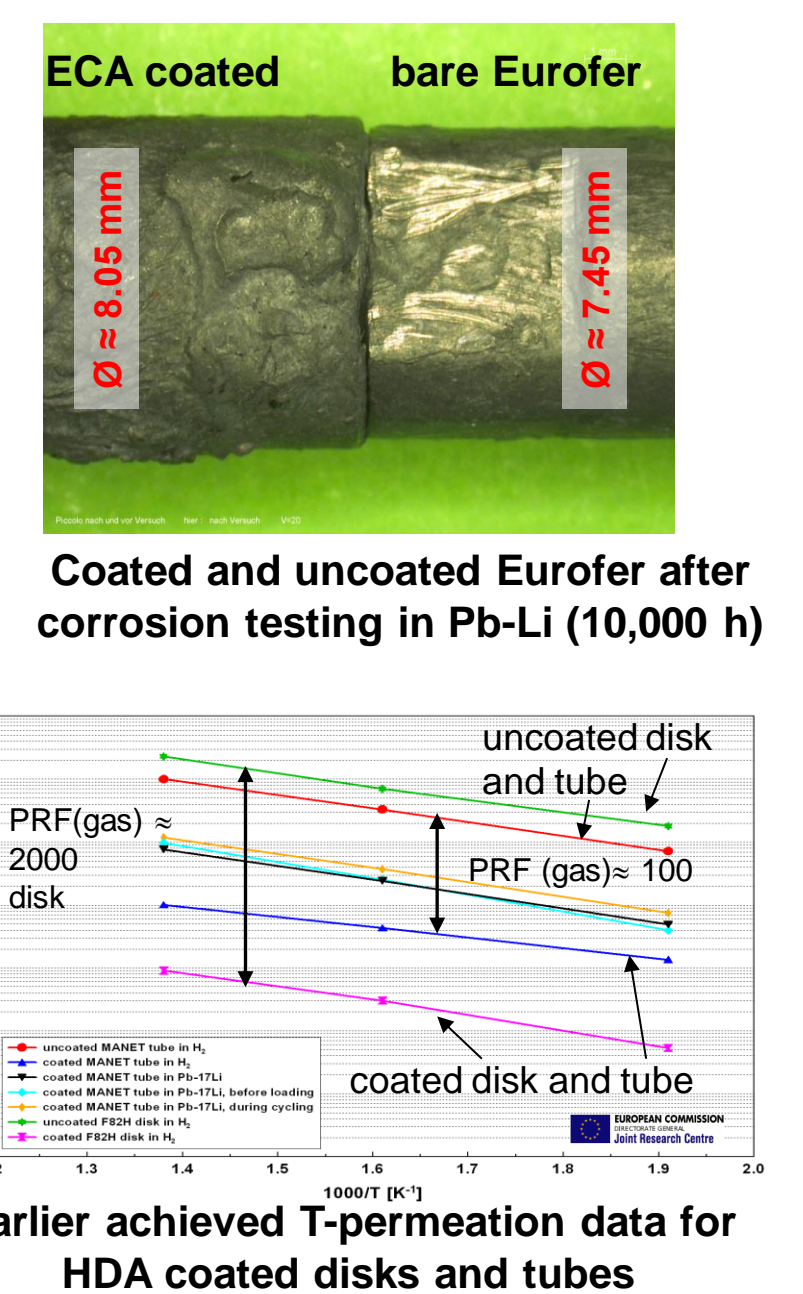 ECA coated bare Eurofer
1 mm
Ø ≈ 8.05 mm
Ø ≈ 7.45 mm
Piccolo nach und vor Versuch hier : nach Versuch V=20
Coated and uncoated Eurofer after
corrosion testing in Pb-Li (10,000 h)
uncoated disk
and tube
PRF(gas) ≈
2000
disk
PRF (gas)≈ 100
uncoated MANET tube in H₂
coated MANET tube in H₂
coated MANET tube in Pb-17Li
coated MANET tube in Pb-17Li, before loading
coated MANET tube in Pb-17Li, during cycling
uncoated F82H disk in H₂
coated F82H disk in H₂
coated disk and tube
EUROPEAN COMMISSION
DIRECTORATE GENERAL
Joint Research Centre
2 1.3 1.4 1.5 1.6 1.7 1.8 1.9 2.0
1000/T [K⁻¹]
arlier achieved T-permeation data for
HDA coated disks and tubes